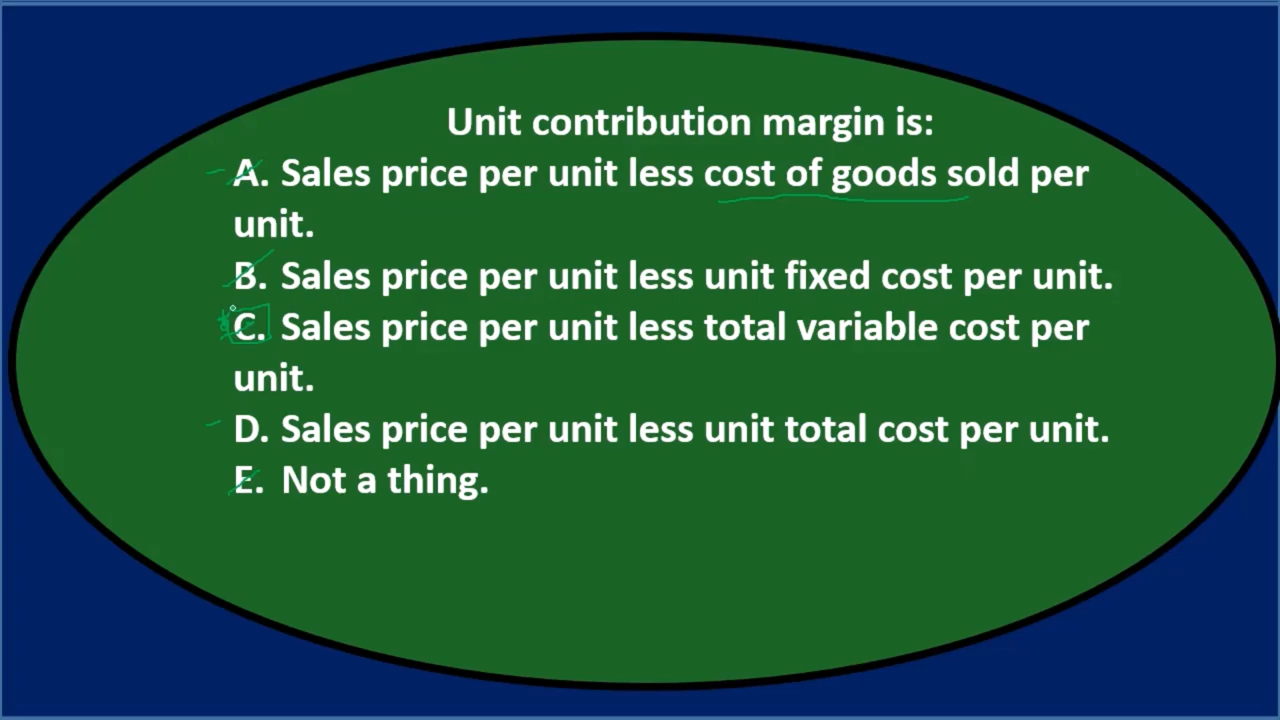 Unit contribution margin is:
A. Sales price per unit less cost of goods sold per
unit.
B. Sales price per unit less unit fixed cost per unit.
C. Sales price per unit less total variable cost per
unit.
D. Sales price per unit less unit total cost per unit.
E. Not a thing.